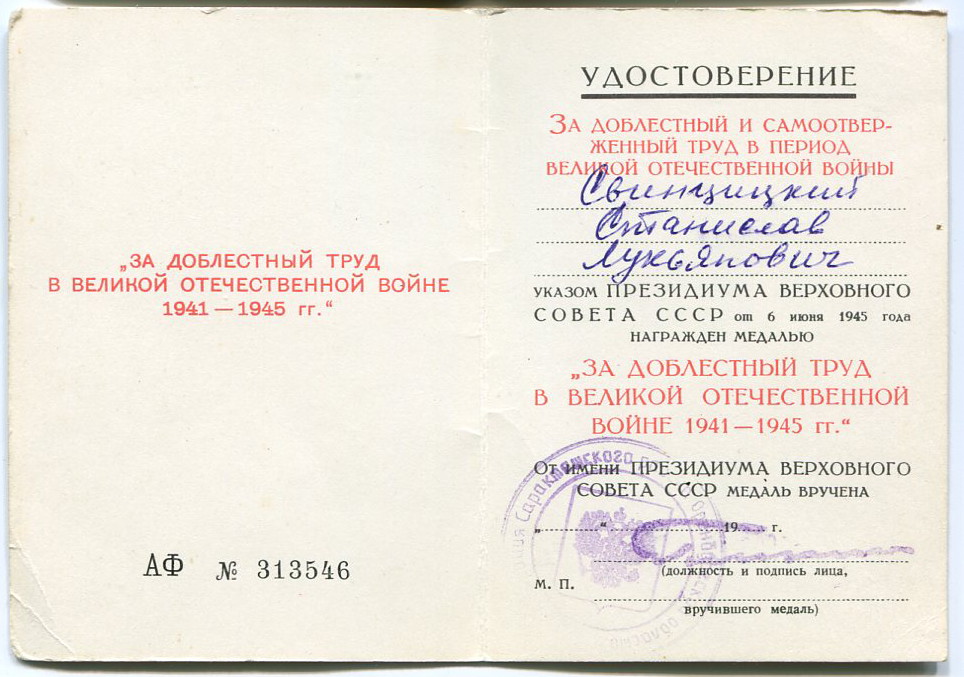 „ЗА ДОБЛЕСТНЫЙ ТРУД
В ВЕЛИКОЙ ОТЕЧЕСТВЕННОЙ ВОЙНЕ
1941 — 1945 гг.“
АФ № 313546
УДОСТОВЕРЕНИЕ
ЗА ДОБЛЕСТНЫЙ И САМООТВЕР-
ЖЕННЫЙ ТРУД В ПЕРИОД
ВЕЛИКОЙ ОТЕЧЕСТВЕННОЙ ВОЙНЫ
Свинцицкий
Станислав
Лукьянович
УКАЗОМ ПРЕЗИДИУМА ВЕРХОВНОГО
СОВЕТА СССР от 6 июня 1945 года
НАГРАЖДЕН МЕДАЛЬЮ
„ЗА ДОБЛЕСТНЫЙ ТРУД
В ВЕЛИКОЙ ОТЕЧЕСТВЕННОЙ
ВОЙНЕ 1941 — 1945 гг.“
ОТ ИМЕНИ ПРЕЗИДИУМА ВЕРХОВНОГО
СОВЕТА СССР МЕДАЛЬ ВРУЧЕНА
„ “ 19 г.
(должность и подпись лица,
М. П.
вручившего медаль)
Саракташского